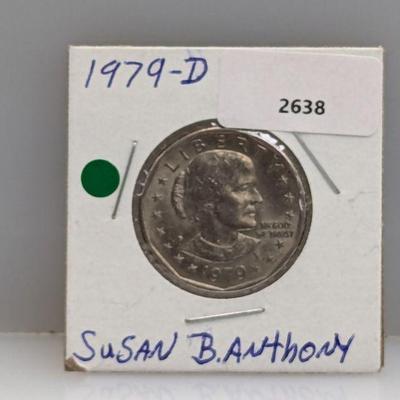 1979-D
2638
LIBERTY
IN GOD
WE TRUST
1979
SUSAN B. ANTHONY